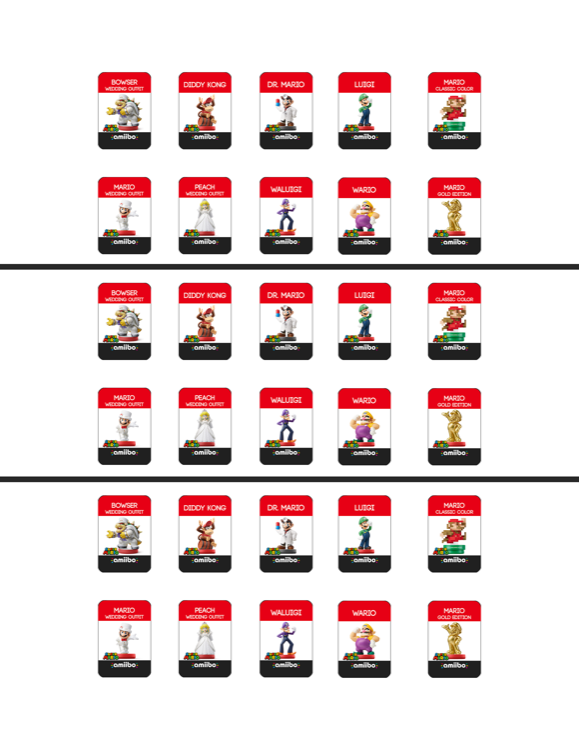 BOWSER
WEDDING OUTFIT
DIDDY KONG
DR. MARIO
LUIGI
MARIO
CLASSIC COLOR
amiibo
amiibo
amiibo
amiibo
amiibo
MARIO
WEDDING OUTFIT
PEACH
WEDDING OUTFIT
WALUIGI
WARIO
MARIO
GOLD EDITION
amiibo
amiibo
amiibo
amiibo
amiibo
BOWSER
WEDDING OUTFIT
DIDDY KONG
DR. MARIO
LUIGI
MARIO
CLASSIC COLOR
amiibo
amiibo
amiibo
amiibo
amiibo
MARIO
WEDDING OUTFIT
PEACH
WEDDING OUTFIT
WALUIGI
WARIO
MARIO
GOLD EDITION
amiibo
amiibo
amiibo
amiibo
amiibo
BOWSER
WEDDING OUTFIT
DIDDY KONG
DR. MARIO
LUIGI
MARIO
CLASSIC COLOR
amiibo
amiibo
amiibo
amiibo
amiibo
MARIO
WEDDING OUTFIT
PEACH
WEDDING OUTFIT
WALUIGI
WARIO
MARIO
GOLD EDITION
amiibo
amiibo
amiibo
amiibo
amiibo